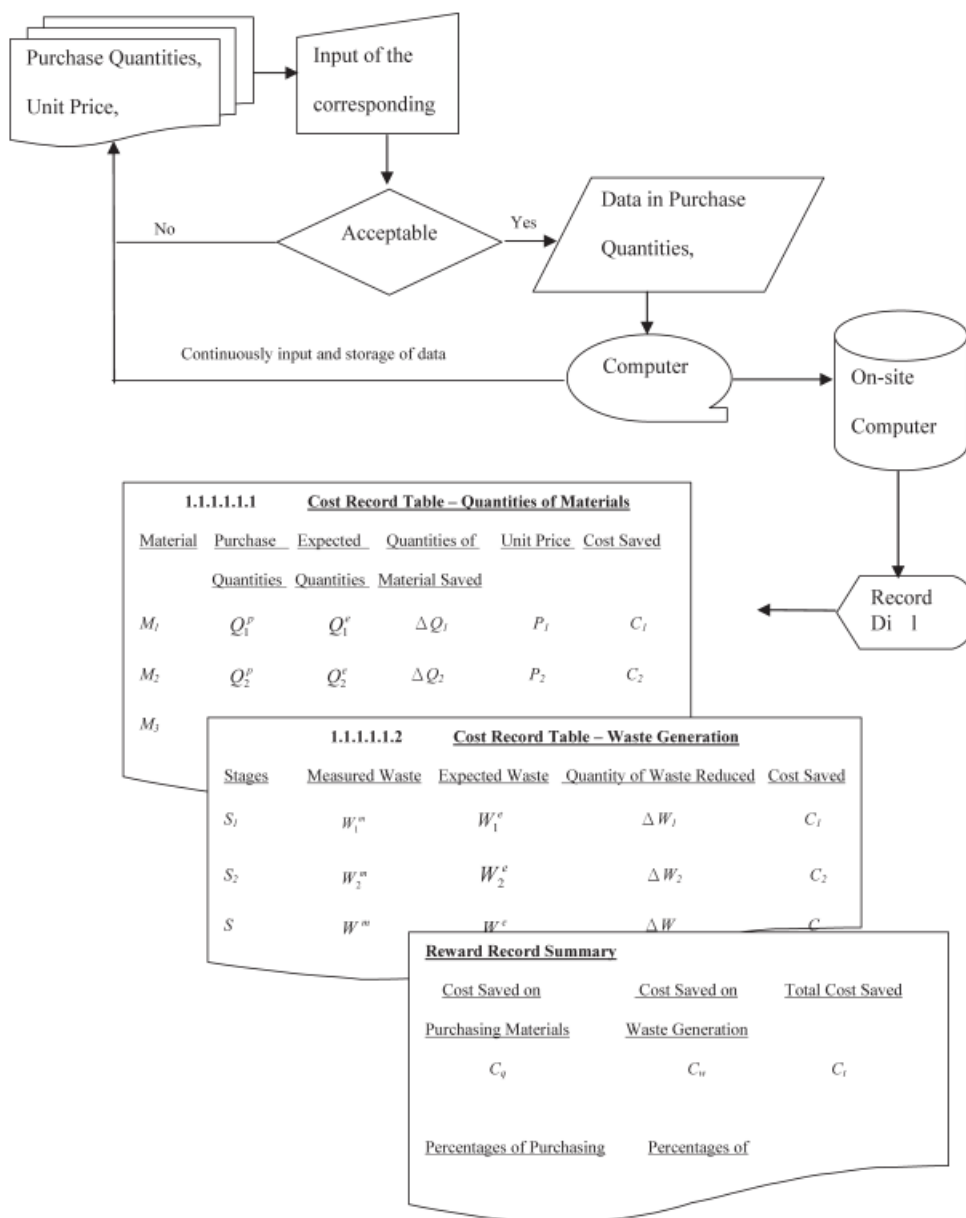 Purchase Quantities,
Unit Price,
Input of the
corresponding
Acceptable
No
Yes
Data in Purchase
Quantities,
Continuously input and storage of data
Computer
On-site
Computer
Record
Di l
1.1.1.1.1.1 Cost Record Table – Quantities of Materials
Material Purchase Expected Quantities of Unit Price Cost Saved
Quantities Quantities Material Saved
M₁ Q₁ᵖ Q₁ᵉ ΔQ₁ P₁ C₁
M₂ Q₂ᵖ Q₂ᵉ ΔQ₂ P₂ C₂
M₃
1.1.1.1.1.2 Cost Record Table – Waste Generation
Stages Measured Waste Expected Waste Quantity of Waste Reduced Cost Saved
S₁ W₁ᵐ W₁ᵉ ΔW₁ C₁
S₂ W₂ᵐ W₂ᵉ ΔW₂ C₂
S Wᵐ Wᵉ ΔW C
Reward Record Summary
Cost Saved on Cost Saved on Total Cost Saved
Purchasing Materials Waste Generation
C_q C_w C_t
Percentages of Purchasing Percentages of